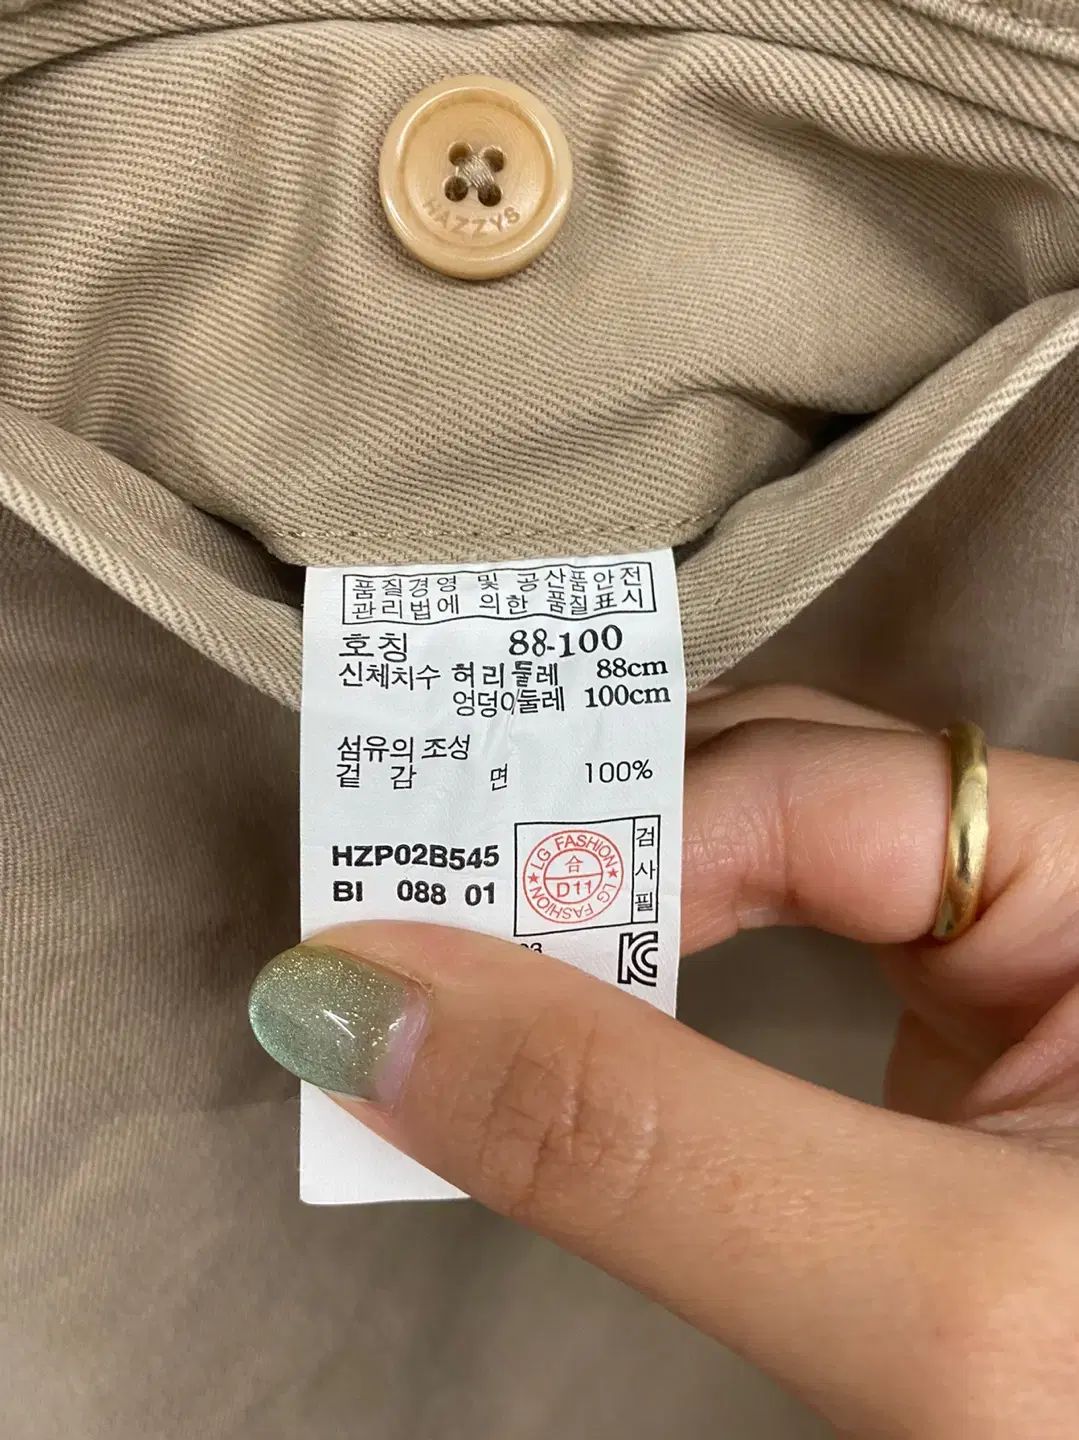 HAZZYS
품질경영 및 공산품안전
관리법에 의한 품질표시
호칭 88-100
신체치수 허리둘레 88cm
엉덩이둘레 100cm
섬유의 조성
겉 감 면 100%
HZP02B545
BI 088 01
LG FASHION
合
D11
LG FASHION
검
사
필
03
KC